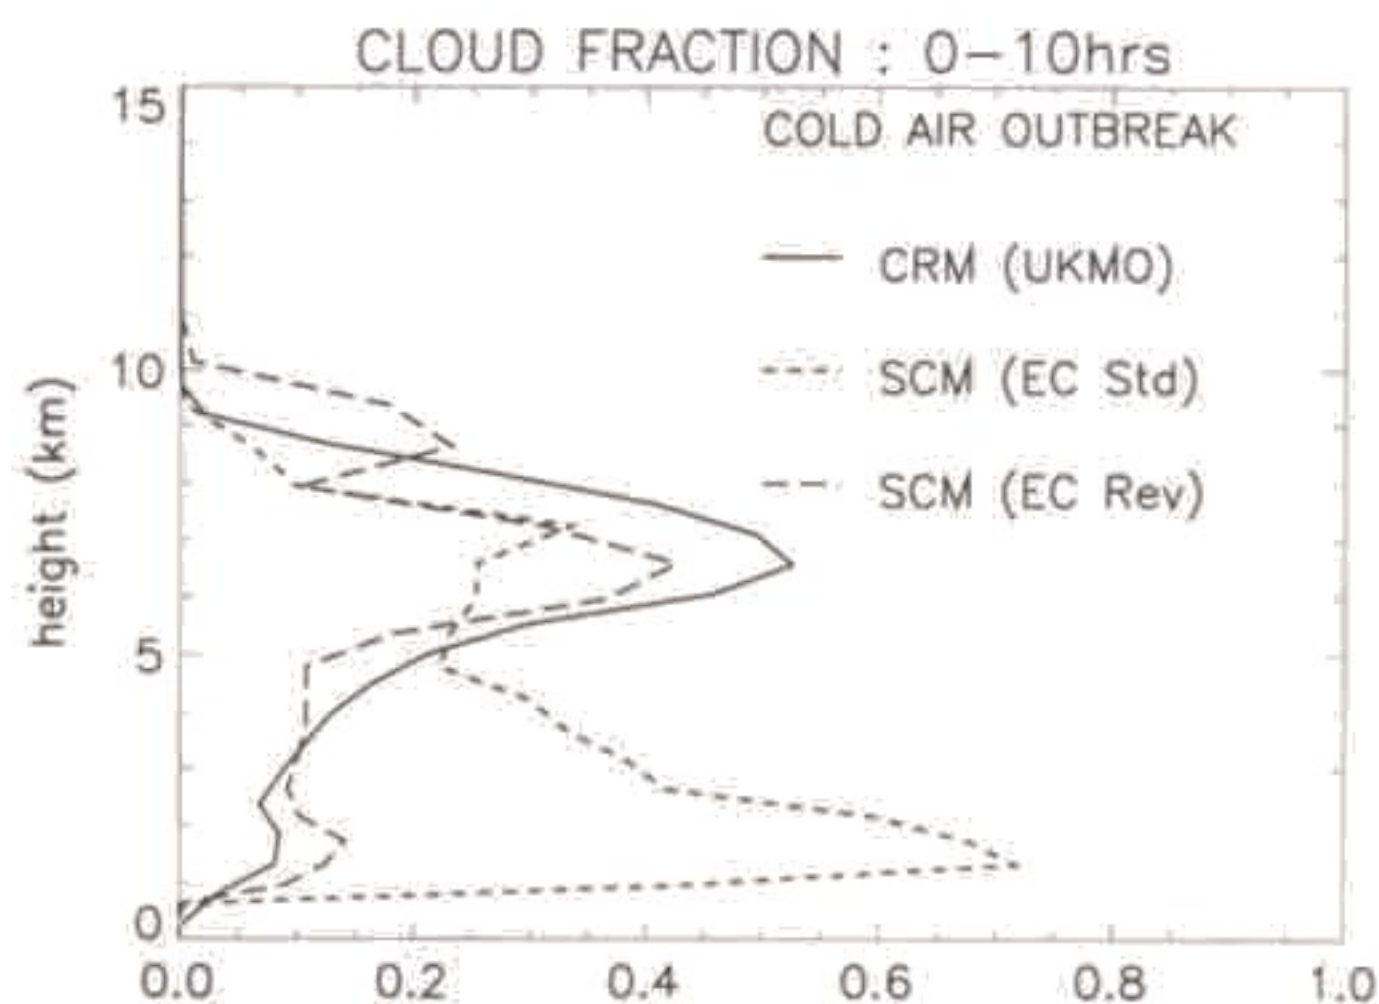 CLOUD FRACTION : 0-10hrs
15
COLD AIR OUTBREAK
CRM (UKMO)
10
SCM (EC Std)
height (km)
SCM (EC Rev)
5
0
0.0 0.2 0.4 0.6 0.8 1.0